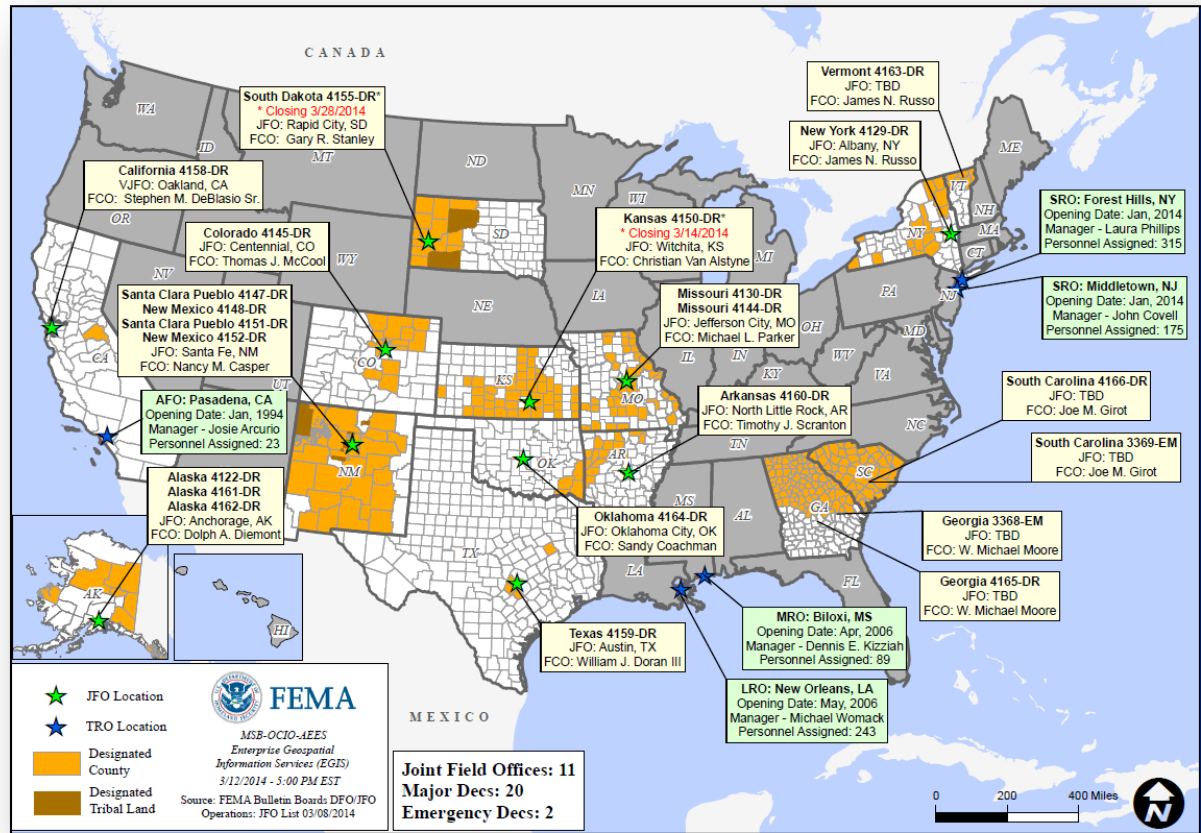 CANADA
South Dakota 4155-DR*
* Closing 3/28/2014
JFO: Rapid City, SD
FCO: Gary R. Stanley
Vermont 4163-DR
JFO: TBD
FCO: James N. Russo
New York 4129-DR
JFO: Albany, NY
FCO: James N. Russo
California 4158-DR
VJFO: Oakland, CA
FCO: Stephen M. DeBlasio Sr.
Colorado 4145-DR
JFO: Centennial, CO
FCO: Thomas J. McCool
Kansas 4150-DR*
* Closing 3/14/2014
JFO: Witchita, KS
FCO: Christian Van Alstyne
SRO: Forest Hills, NY
Opening Date: Jan, 2014
Manager - Laura Phillips
Personnel Assigned: 315
Santa Clara Pueblo 4147-DR
New Mexico 4148-DR
Santa Clara Pueblo 4151-DR
New Mexico 4152-DR
JFO: Santa Fe, NM
FCO: Nancy M. Casper
Missouri 4130-DR
Missouri 4144-DR
JFO: Jefferson City, MO
FCO: Michael L. Parker
SRO: Middletown, NJ
Opening Date: Jan, 2014
Manager - John Covell
Personnel Assigned: 175
AFO: Pasadena, CA
Opening Date: Jan, 1994
Manager - Josie Arcurio
Personnel Assigned: 23
Arkansas 4160-DR
JFO: North Little Rock, AR
FCO: Timothy J. Scranton
South Carolina 4166-DR
JFO: TBD
FCO: Joe M. Girot
South Carolina 3369-EM
JFO: TBD
FCO: Joe M. Girot
Alaska 4122-DR
Alaska 4161-DR
Alaska 4162-DR
JFO: Anchorage, AK
FCO: Dolph A. Diemont
Oklahoma 4164-DR
JFO: Oklahoma City, OK
FCO: Sandy Coachman
Georgia 3368-EM
JFO: TBD
FCO: W. Michael Moore
Georgia 4165-DR
JFO: TBD
FCO: W. Michael Moore
Texas 4159-DR
JFO: Austin, TX
FCO: William J. Doran III
MRO: Biloxi, MS
Opening Date: Apr, 2006
Manager - Dennis E. Kizziah
Personnel Assigned: 89
LRO: New Orleans, LA
Opening Date: May, 2006
Manager - Michael Womack
Personnel Assigned: 243
WA
ID
MT
ND
MN
WI
MI
ME
VT
NH
NY
MA
CT
OR
WY
SD
NV
NE
IA
PA
NJ
CA
UT
CO
KS
MO
IL
IN
OH
MD
WV
VA
KY
NM
OK
AR
TN
NC
SC
TX
MS
AL
GA
LA
FL
AK
HI
MEXICO
JFO Location
TRO Location
Designated
County
Designated
Tribal Land
FEMA
MSB-OCIO-AEES
Enterprise Geospatial
Information Services (EGIS)
3/12/2014 - 5:00 PM EST
Source: FEMA Bulletin Boards DFO/JFO
Operations: JFO List 03/08/2014
Joint Field Offices: 11
Major Decs: 20
Emergency Decs: 2
0 200 400 Miles
N